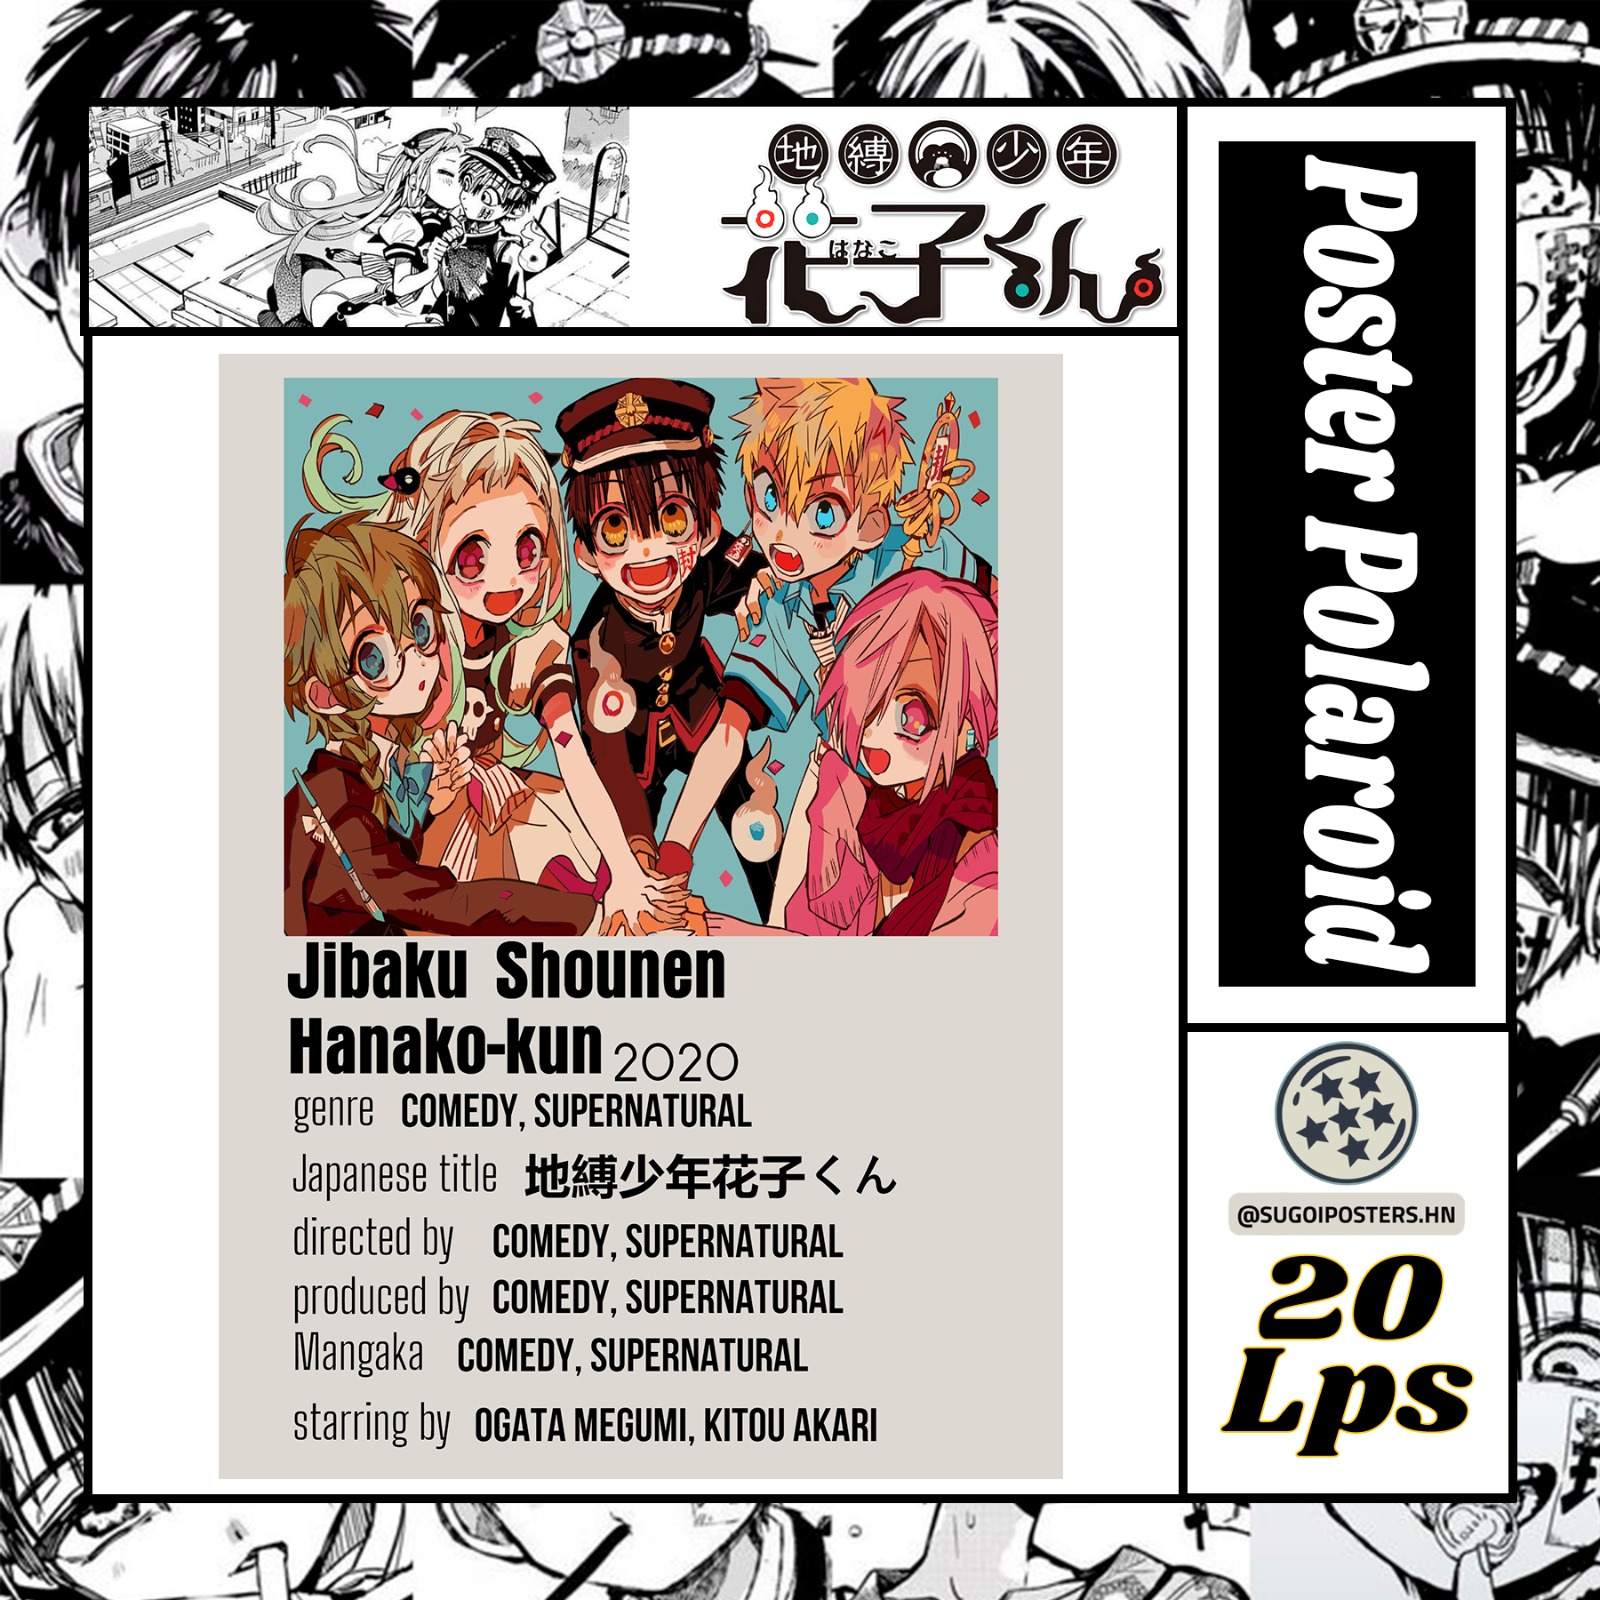 地縛少年
花子くん
はなこ
Jibaku Shounen
Hanako-kun 2020
genre COMEDY, SUPERNATURAL
Japanese title 地縛少年花子くん
directed by COMEDY, SUPERNATURAL
produced by COMEDY, SUPERNATURAL
Mangaka COMEDY, SUPERNATURAL
starring by OGATA MEGUMI, KITOU AKARI
Poster Polaroid
@SUGOIPOSTERS.HN
20
Lps
封